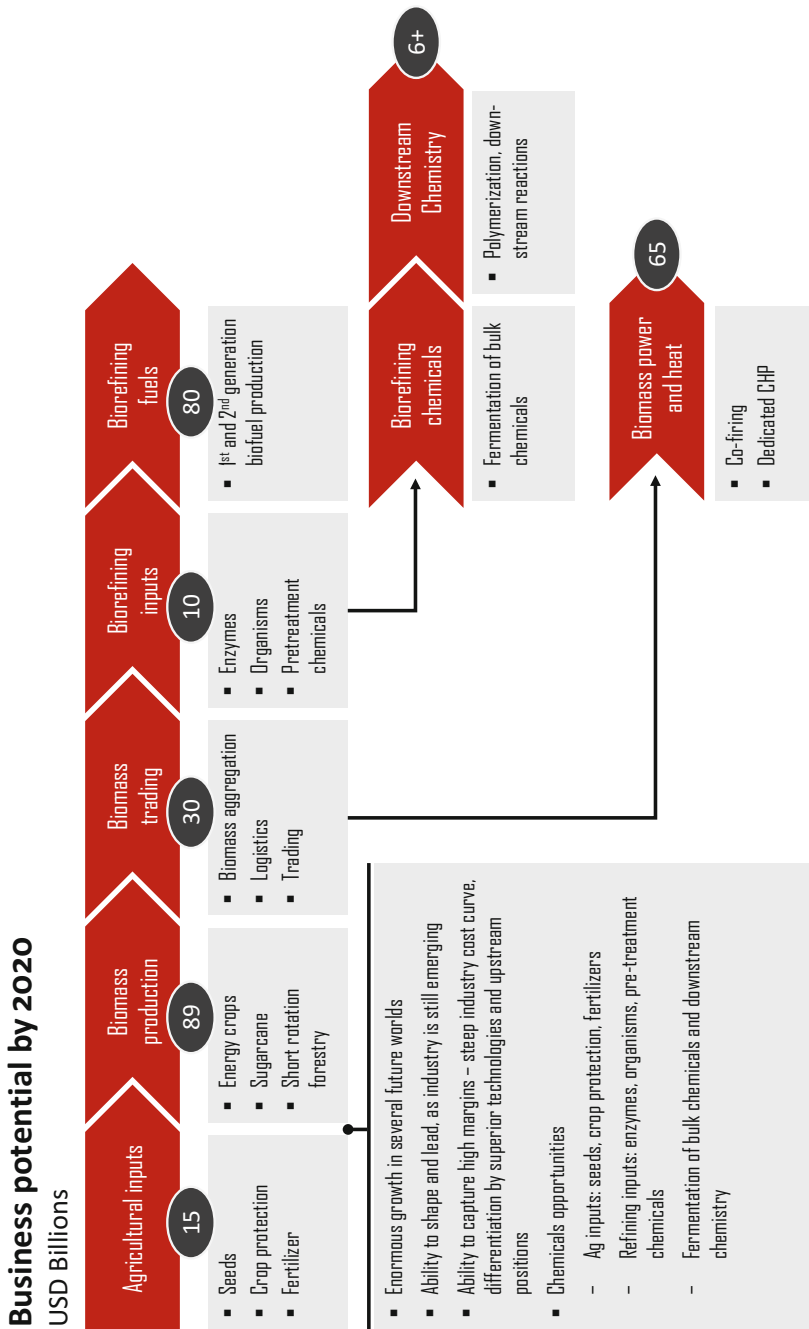 Business potential by 2020
USD Billions
Agricultural inputs
15
▪ Seeds
▪ Crop protection
▪ Fertilizer
Biomass
production
89
▪ Energy crops
▪ Sugarcane
▪ Short rotation
forestry
Biomass
trading
30
▪ Biomass aggregation
▪ Logistics
▪ Trading
Biorefining
inputs
10
▪ Enzymes
▪ Organisms
▪ Pretreatment
chemicals
Biorefining
fuels
80
▪ 1st and 2nd generation
biofuel production
Biorefining
chemicals
▪ Fermentation of bulk
chemicals
Downstream
Chemistry
6+
▪ Polymerization, down-
stream reactions
Biomass power
and heat
65
▪ Co-firing
▪ Dedicated CHP
▪ Enormous growth in several future worlds
▪ Ability to shape and lead, as industry is still emerging
▪ Ability to capture high margins – steep industry cost curve,
differentiation by superior technologies and upstream
positions
▪ Chemicals opportunities
– Ag inputs: seeds, crop protection, fertilizers
– Refining inputs: enzymes, organisms, pre-treatment
chemicals
– Fermentation of bulk chemicals and downstream
chemistry